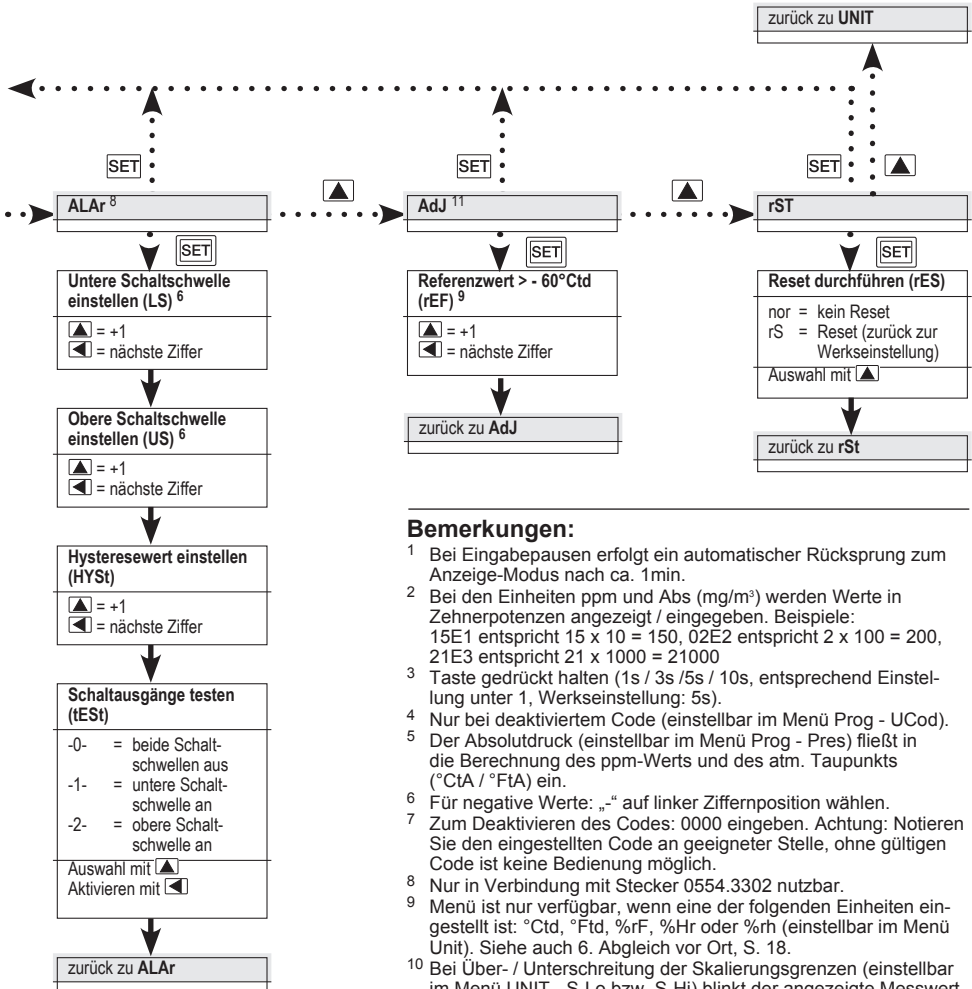 zurück zu UNIT
SET
SET
SET
ALAr 8
AdJ 11
rST
SET
SET
SET
Untere Schaltschwelle
einstellen (LS) 6
= +1
= nächste Ziffer
Obere Schaltschwelle
einstellen (US) 6
= +1
= nächste Ziffer
Hysteresewert einstellen
(HYSt)
= +1
= nächste Ziffer
Schaltausgänge testen
(tESt)
-0- = beide Schalt-
schwellen aus
-1- = untere Schalt-
schwelle an
-2- = obere Schalt-
schwelle an
Auswahl mit
Aktivieren mit
zurück zu ALAr
Referenzwert > - 60°Ctd
(rEF) 9
= +1
= nächste Ziffer
zurück zu AdJ
Reset durchführen (rES)
nor = kein Reset
rS = Reset (zurück zur
Werkseinstellung)
Auswahl mit
zurück zu rSt
Bemerkungen:
1 Bei Eingabepausen erfolgt ein automatischer Rücksprung zum
Anzeige-Modus nach ca. 1min.
2 Bei den Einheiten ppm und Abs (mg/m³) werden Werte in
Zehnerpotenzen angezeigt / eingegeben. Beispiele:
15E1 entspricht 15 x 10 = 150, 02E2 entspricht 2 x 100 = 200,
21E3 entspricht 21 x 1000 = 21000
3 Taste gedrückt halten (1s / 3s /5s / 10s, entsprechend Einstel-
lung unter 1, Werkseinstellung: 5s).
4 Nur bei deaktiviertem Code (einstellbar im Menü Prog - UCod).
5 Der Absolutdruck (einstellbar im Menü Prog - Pres) fließt in
die Berechnung des ppm-Werts und des atm. Taupunkts
(°CtA / °FtA) ein.
6 Für negative Werte: „-“ auf linker Ziffernposition wählen.
7 Zum Deaktivieren des Codes: 0000 eingeben. Achtung: Notieren
Sie den eingestellten Code an geeigneter Stelle, ohne gültigen
Code ist keine Bedienung möglich.
8 Nur in Verbindung mit Stecker 0554.3302 nutzbar.
9 Menü ist nur verfügbar, wenn eine der folgenden Einheiten ein-
gestellt ist: °Ctd, °Ftd, %rF, %Hr oder %rh (einstellbar im Menü
Unit). Siehe auch 6. Abgleich vor Ort, S. 18.
10 Bei Über- / Unterschreitung der Skalierungsgrenzen (einstellbar
im Menü UNIT - S-Lo bzw. S-Hi) blinkt der angezeigte Messwert